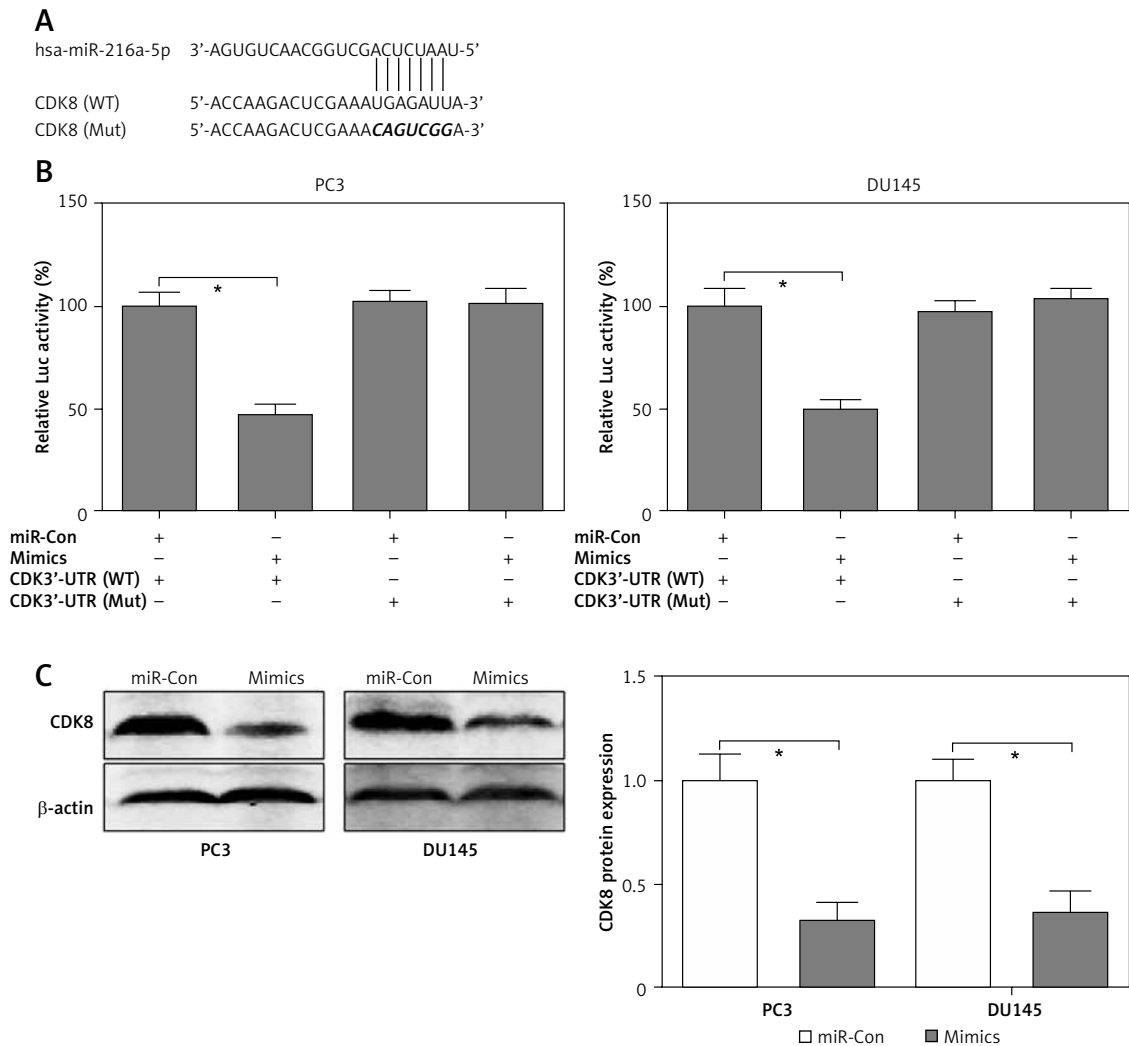 A
hsa-miR-216a-5p 3'-AGUGUCAACGGUCGACUCUAAU-5'
CDK8 (WT) 5'-ACCAAGACUCGAAAUGAGAUUA-3'
CDK8 (Mut) 5'-ACCAAGACUCGAAACAGUCGGA-3'
B
PC3
150
100
50
0
Relative Luc activity (%)
*
miR-Con + – + –
Mimics – + – +
CDK3'-UTR (WT) + + – –
CDK3'-UTR (Mut) – – + +
DU145
150
100
50
0
Relative Luc activity (%)
*
miR-Con + – + –
Mimics – + – +
CDK3'-UTR (WT) + + – –
CDK3'-UTR (Mut) – – + +
C
miR-Con Mimics miR-Con Mimics
CDK8
β-actin
PC3 DU145
1.5
1.0
0.5
0
CDK8 protein expression
* *
PC3 DU145
miR-Con Mimics